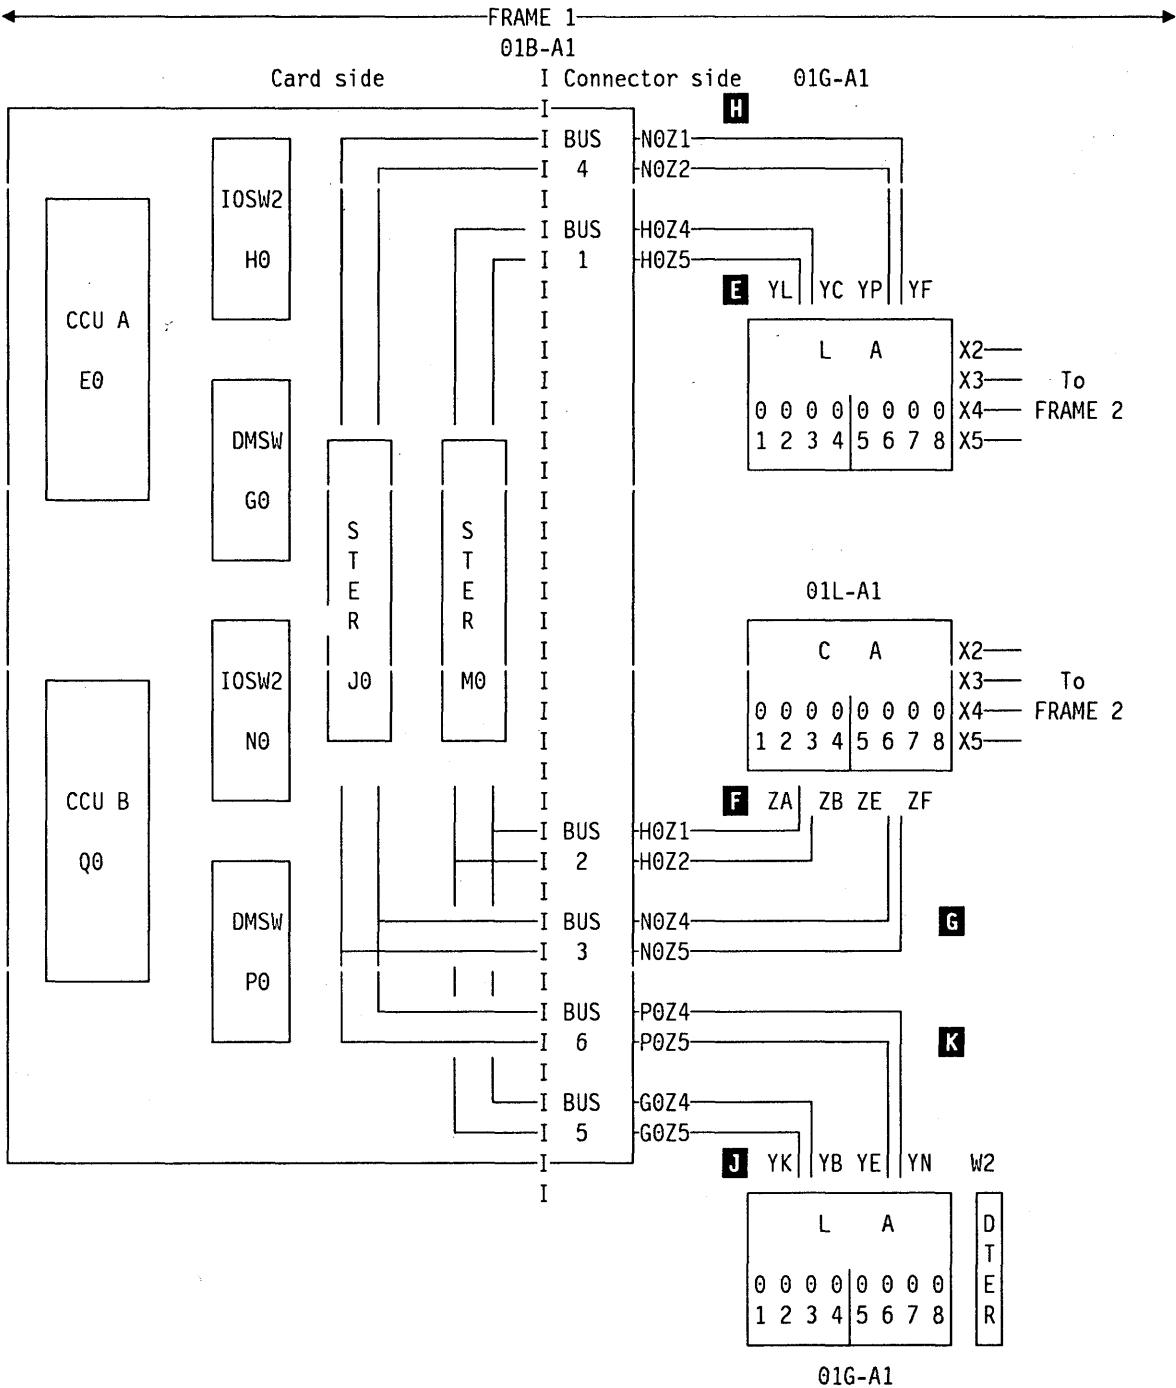 FRAME 1
01B-A1
Card side I Connector side 01G-A1
I H
I BUS N0Z1
I 4 N0Z2
IOSW2 I
I BUS H0Z4
H0 I 1 H0Z5
I E YL YC YP YF
CCU A I
I L A X2
E0 I X3 To
I 0 0 0 0 0 0 0 0 X4 FRAME 2
DMSW I 1 2 3 4 5 6 7 8 X5
I
G0 I
S S I
T T I
E E I 01L-A1
R R I
I C A X2
IOSW2 J0 M0 I X3 To
I 0 0 0 0 0 0 0 0 X4 FRAME 2
N0 I 1 2 3 4 5 6 7 8 X5
I
CCU B I F ZA ZB ZE ZF
I BUS H0Z1
Q0 I 2 H0Z2
I
DMSW I BUS N0Z4 G
I 3 N0Z5
P0 I
I BUS P0Z4
I 6 P0Z5 K
I
I BUS G0Z4
I 5 G0Z5
I J YK YB YE YN W2
I
L A D
T
0 0 0 0 0 0 0 0 E
1 2 3 4 5 6 7 8 R
01G-A1